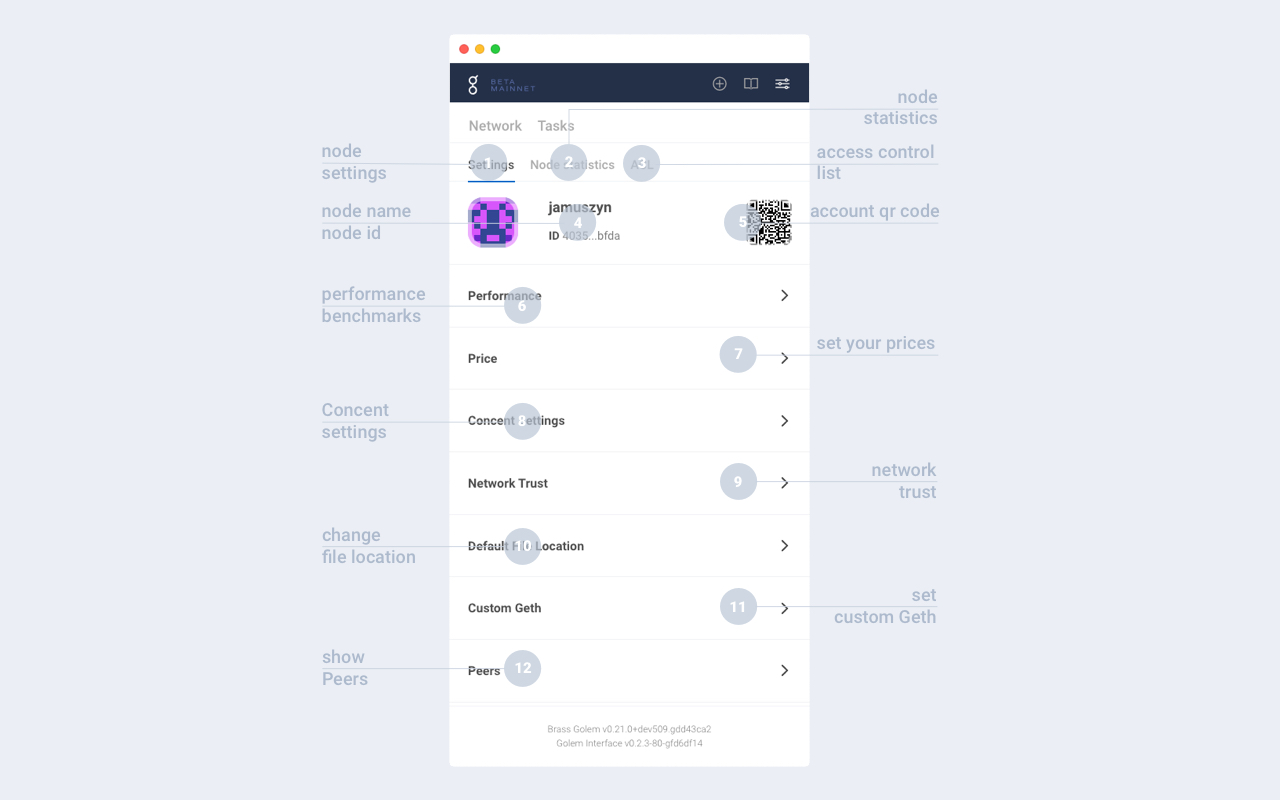 BETA
MAINNET
node
statistics
Network Tasks
node
settings
Settings Node Statistics ACL
1 2 3
access control
list
node name
node id
jamuszyn
4
ID 4035...bfda
5
account qr code
performance
benchmarks
Performance
6
Price
7
set your prices
Concent
settings
Concent Settings
8
Network Trust
9
network
trust
change
file location
Default File Location
10
Custom Geth
11
set
custom Geth
show
Peers
Peers
12
Brass Golem v0.21.0+dev509.gdd43ca2
Golem Interface v0.2.3-80-gfd6df14